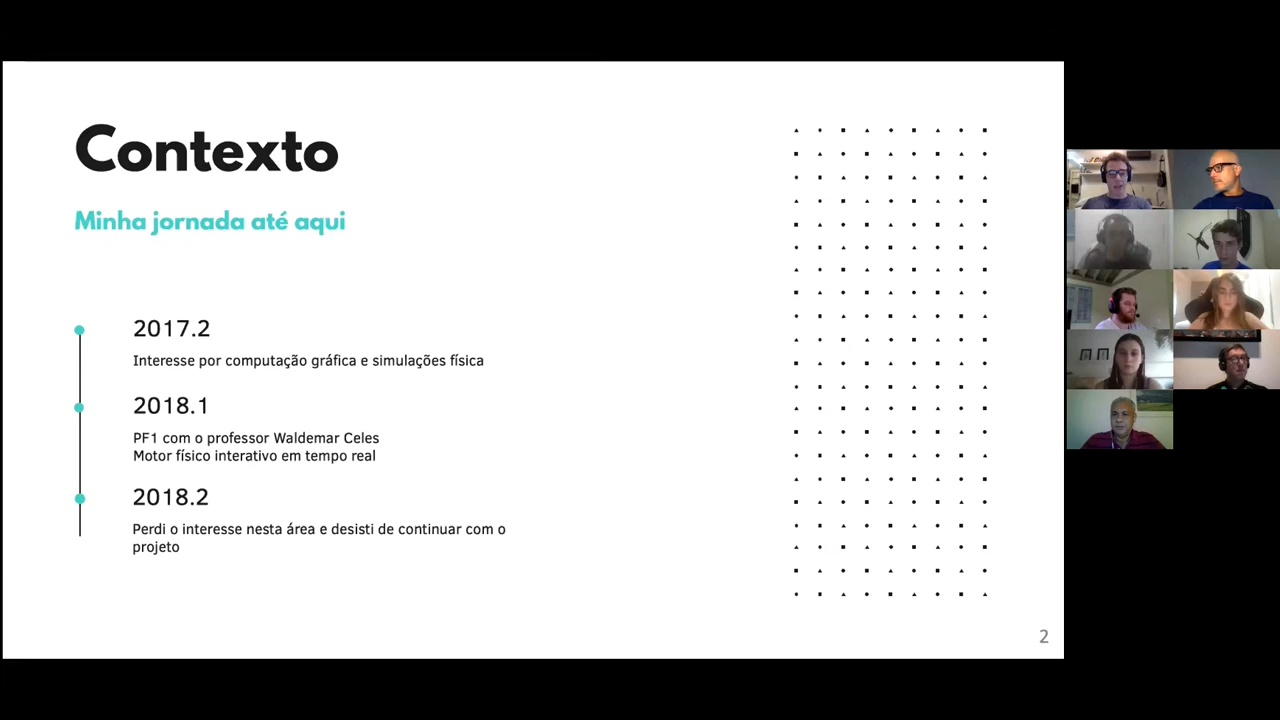 Contexto
Minha jornada até aqui
2017.2
Interesse por computação gráfica e simulações física
2018.1
PF1 com o professor Waldemar Celes
Motor físico interativo em tempo real
2018.2
Perdi o interesse nesta área e desisti de continuar com o
projeto
2